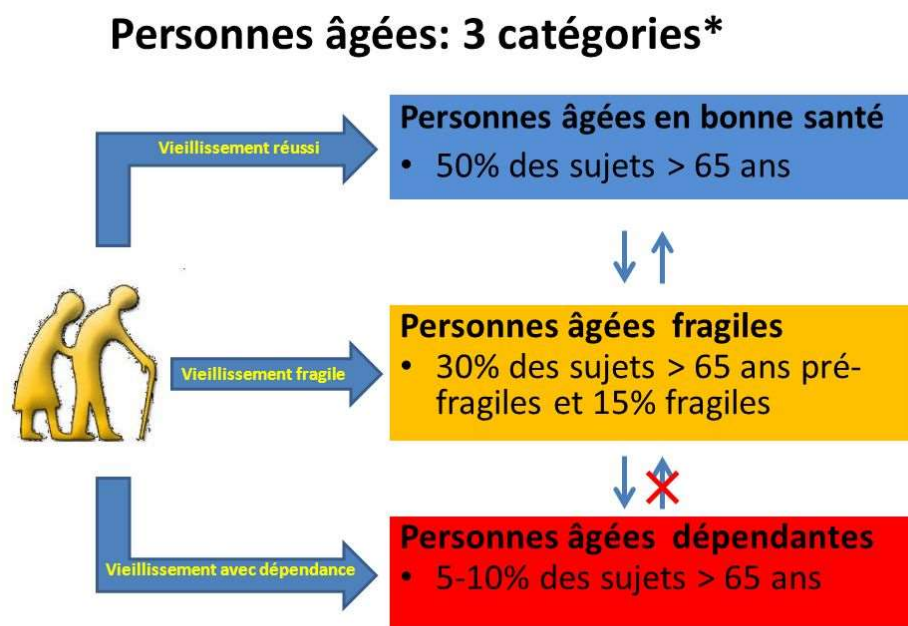 Personnes âgées: 3 catégories*
Vieillissement réussi
Personnes âgées en bonne santé
• 50% des sujets > 65 ans
Vieillissement fragile
Personnes âgées fragiles
• 30% des sujets > 65 ans pré-
fragiles et 15% fragiles
Vieillissement avec dépendance
Personnes âgées dépendantes
• 5-10% des sujets > 65 ans